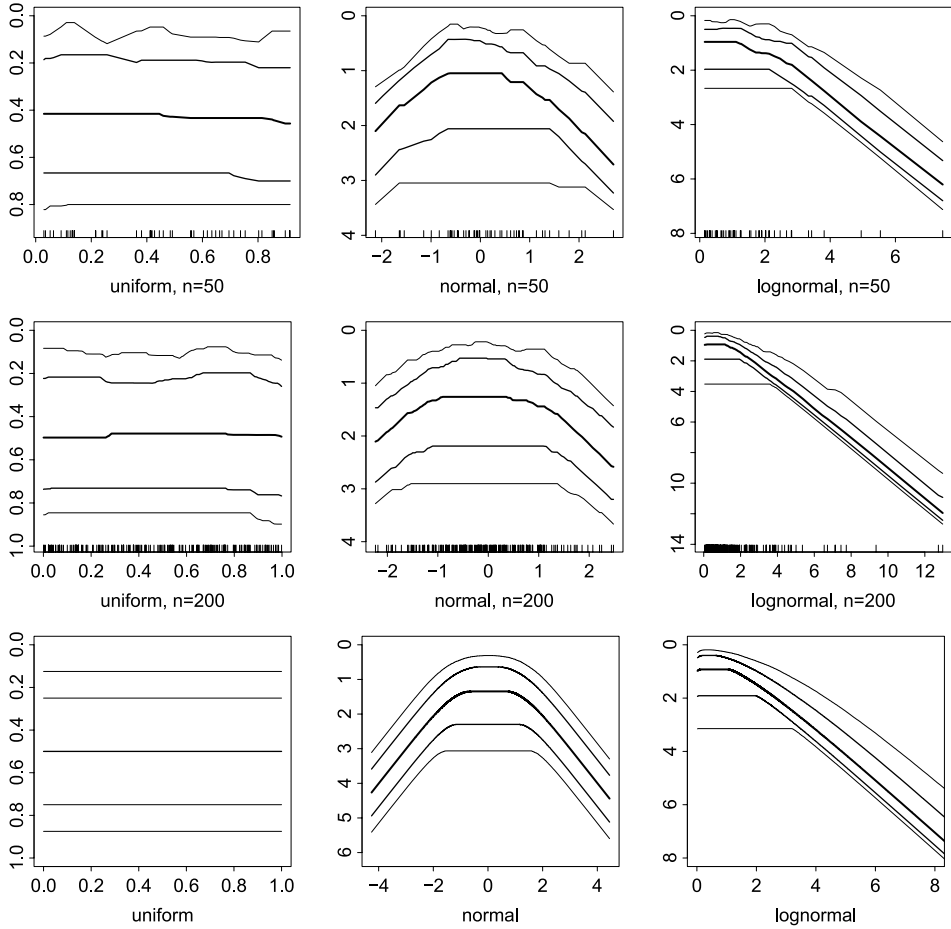 0.0 0.2 0.4 0.6 0.8
0.0 0.2 0.4 0.6 0.8
uniform, n=50
0 1 2 3 4
−2 −1 0 1 2
normal, n=50
0 2 4 6 8
0 2 4 6
lognormal, n=50
0.0 0.2 0.4 0.6 0.8 1.0
0.0 0.2 0.4 0.6 0.8 1.0
uniform, n=200
0 1 2 3 4
−2 −1 0 1 2
normal, n=200
0 2 4 6 10 14
0 2 4 6 8 10 12
lognormal, n=200
0.0 0.2 0.4 0.6 0.8 1.0
0.0 0.2 0.4 0.6 0.8 1.0
uniform
0 1 2 3 4 5 6
−4 −2 0 2 4
normal
0 2 4 6 8
0 2 4 6 8
lognormal